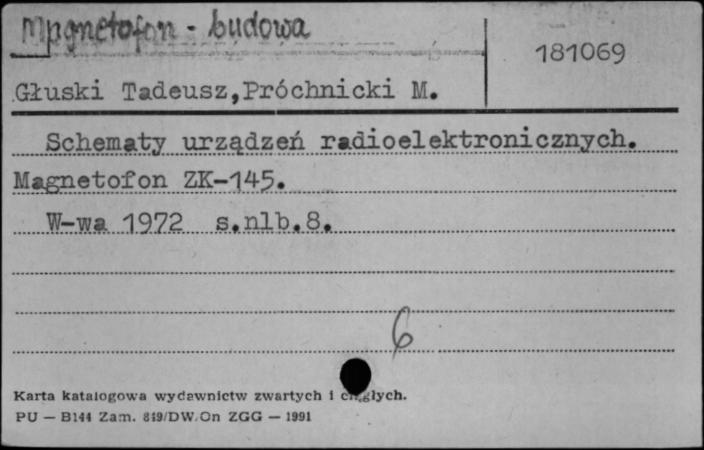 Magnetofon - budowa
181069
Głuski Tadeusz,Próchnicki M.
Schematy urządzeń radioelektronicznych.
Magnetofon ZK-145.
W-wa 1972 s.nlb.8.
6
Karta katalogowa wydawnictw zwartych i ciągłych.
PU — B144 Zam. 819/DW/On ZGG — 1991